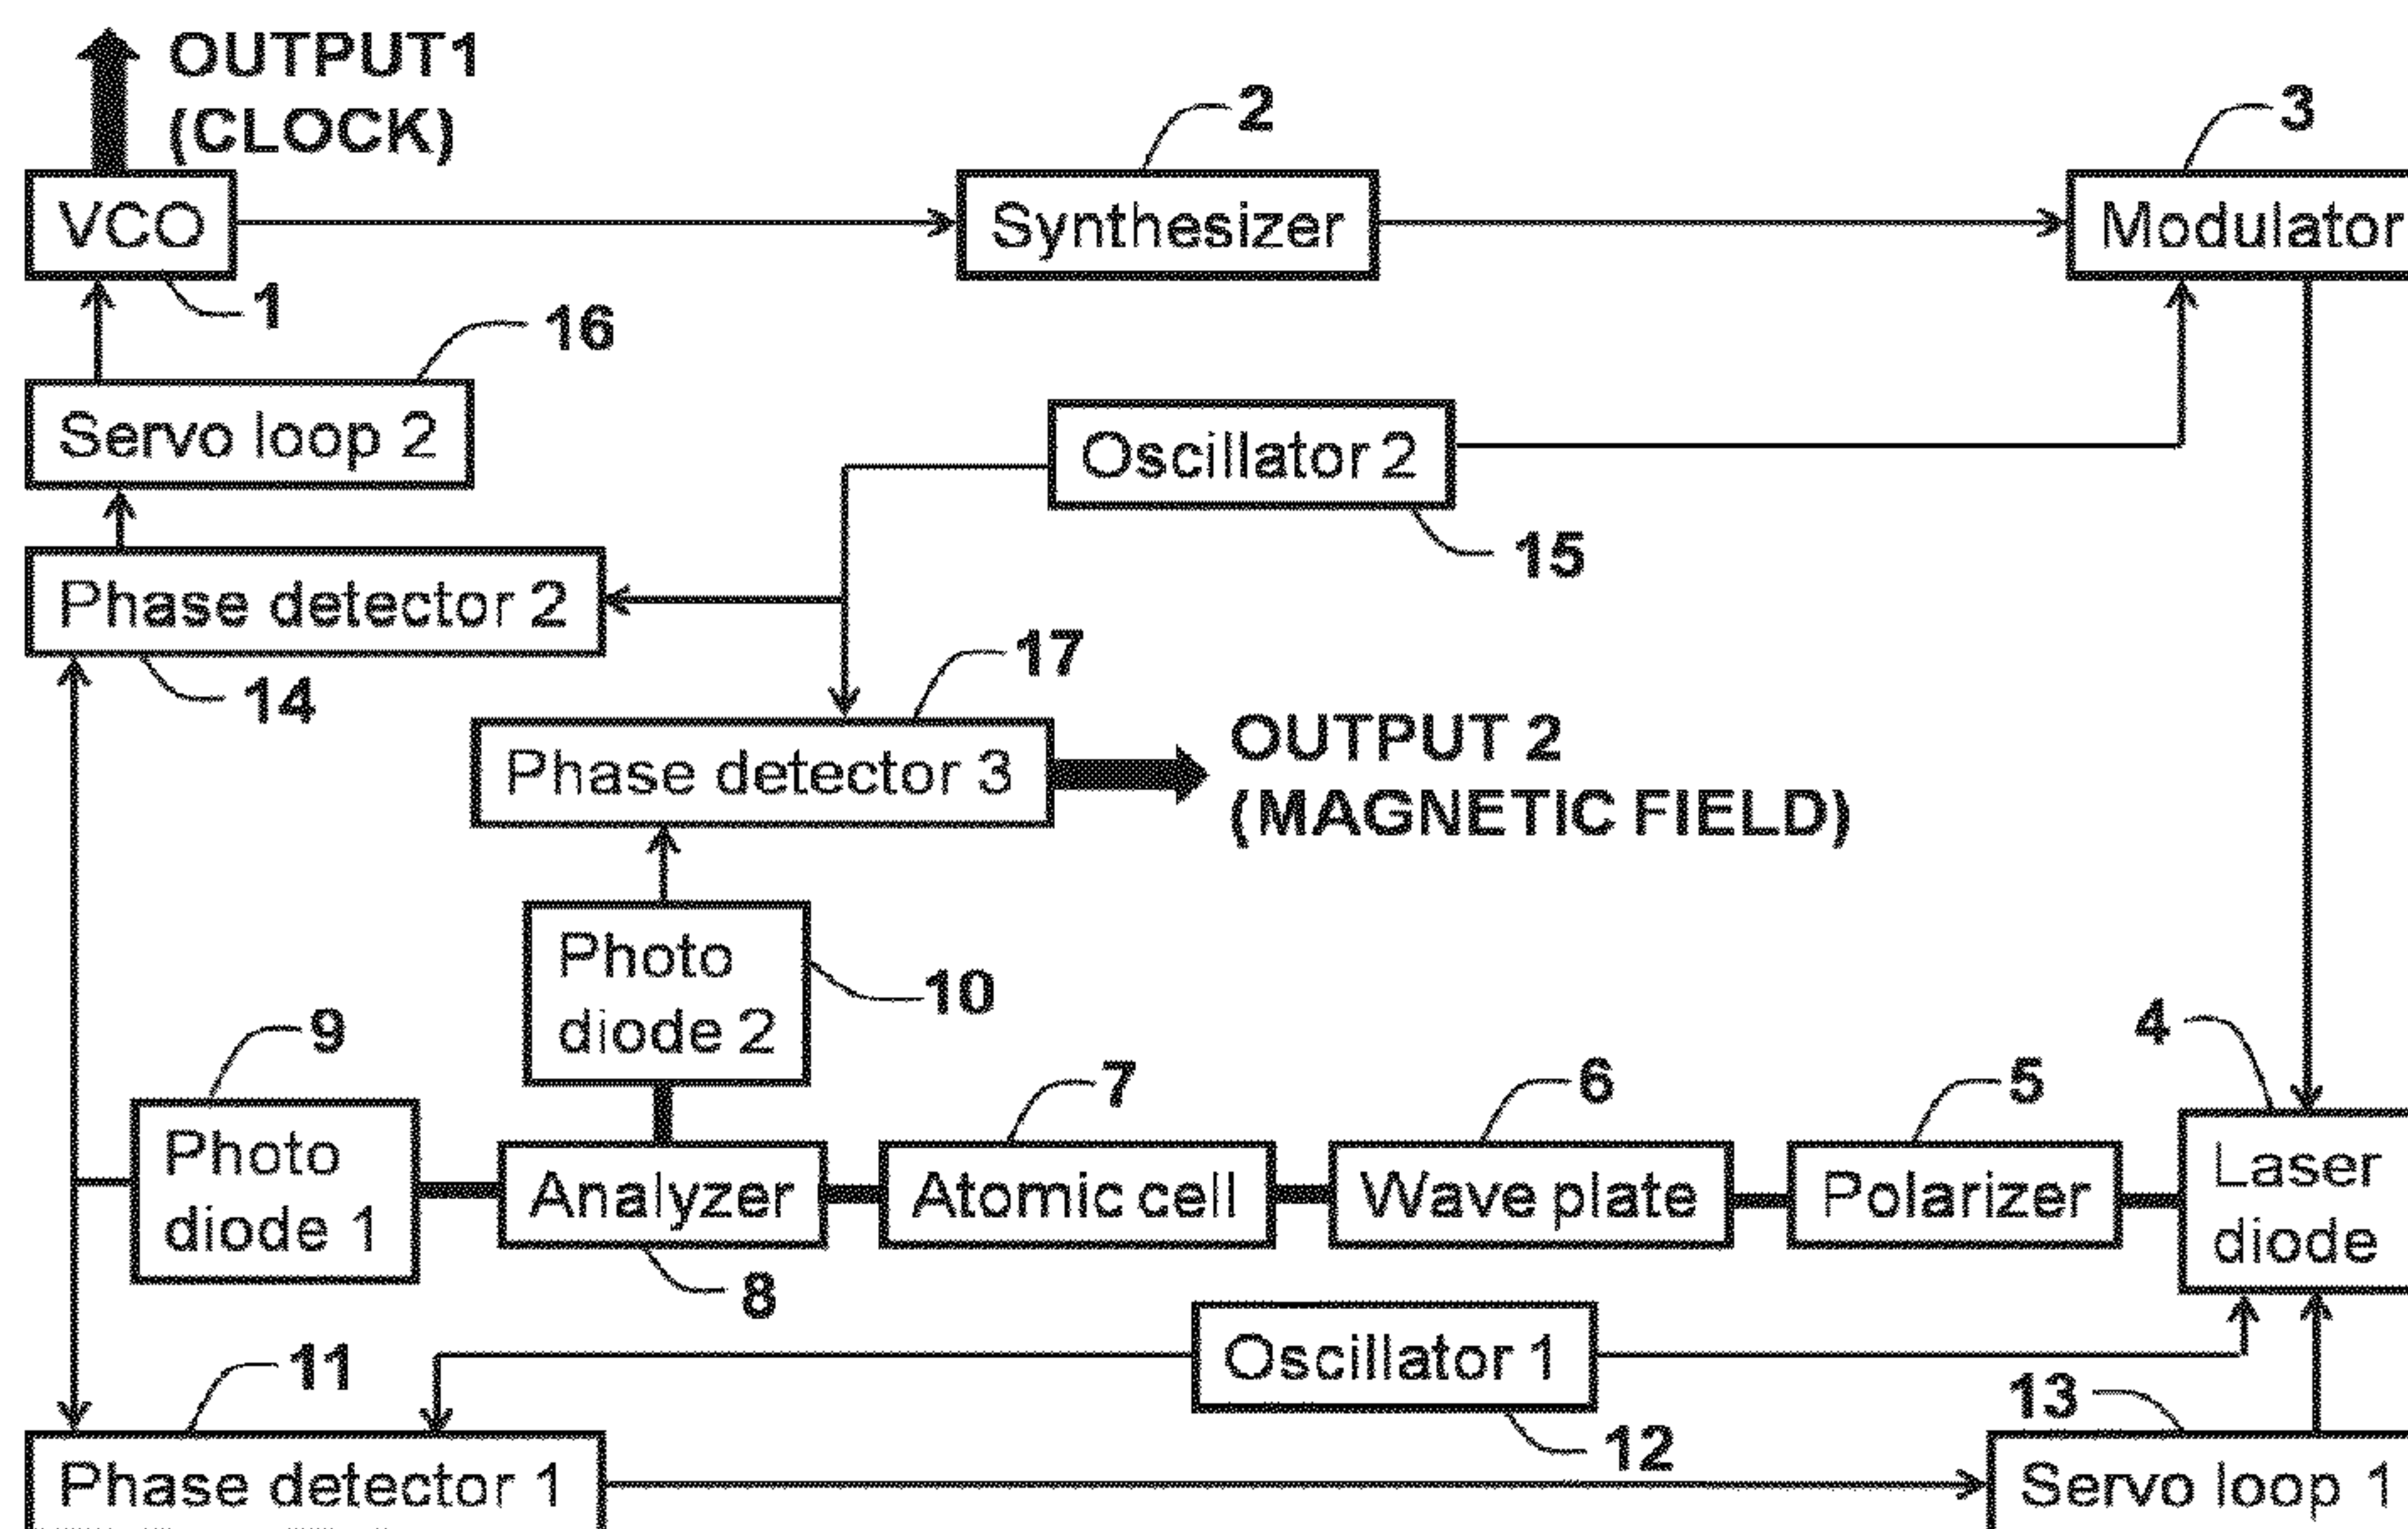 OUTPUT1
(CLOCK)
2
3
VCO
Synthesizer
Modulator
1
16
Servo loop 2
Oscillator 2
15
Phase detector 2
17
14
Phase detector 3
OUTPUT 2
(MAGNETIC FIELD)
Photo
diode 2
10
9
4
7
6
5
Photo
diode 1
Analyzer
Atomic cell
Wave plate
Polarizer
Laser
diode
8
11
Oscillator 1
13
12
Phase detector 1
Servo loop 1